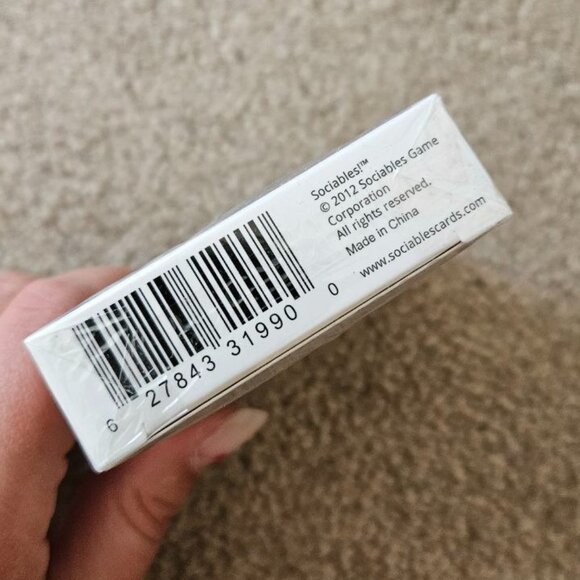 Sociables!™
© 2012 Sociables Game
Corporation
All rights reserved.
Made in China
www.sociablescards.com
6 27843 31990 0